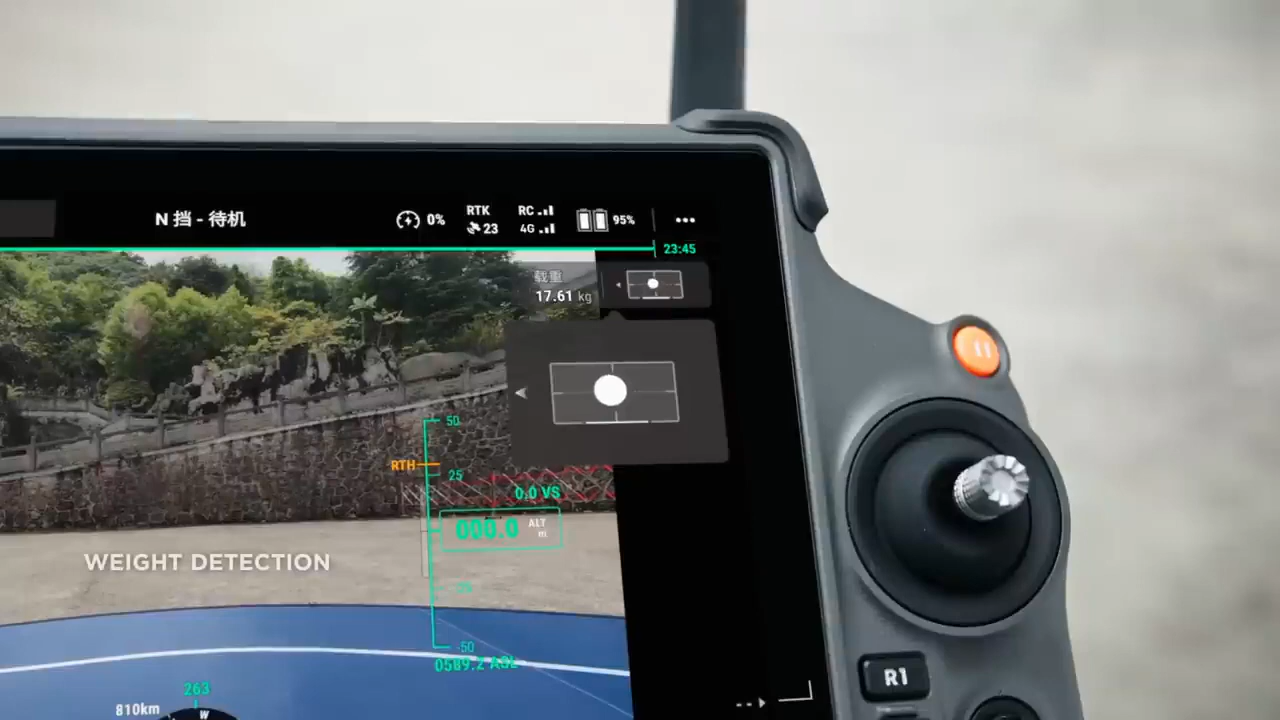 N 挡 - 待机
0%
RTK
23
RC
4G
95%
23:45
载重
17.61 kg
50
RTH
25
0.0 VS
000.0 ALT m
WEIGHT DETECTION
-50
0589.2 ASL
263
810km
W
R1